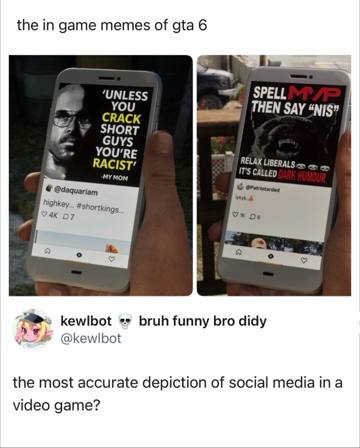 the in game memes of gta 6
'UNLESS
YOU
CRACK
SHORT
GUYS
YOU'RE
RACIST'
-MY MOM
@daquariam
highkey... #shortkings...
4K 7
SPELL MVP
THEN SAY “NIS”
RELAX LIBERALS
IT'S CALLED DARK HUMOUR
@Patriotarded
kewlbot 💀 bruh funny bro didy
@kewlbot
the most accurate depiction of social media in a
video game?